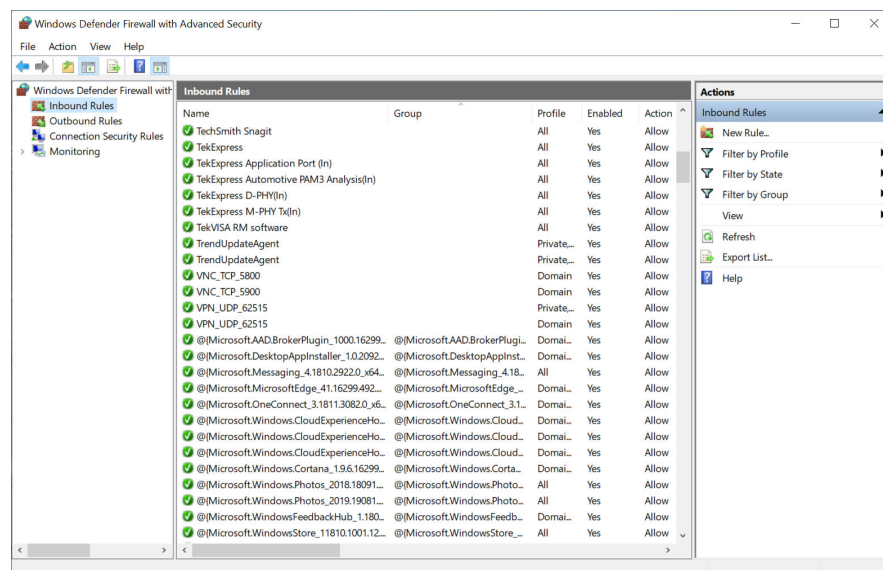 Windows Defender Firewall with Advanced Security
File Action View Help
Windows Defender Firewall with
Inbound Rules
Outbound Rules
Connection Security Rules
Monitoring
Inbound Rules
Name Group Profile Enabled Action
TechSmith Snagit All Yes Allow
TekExpress All Yes Allow
TekExpress Application Port (In) All Yes Allow
TekExpress Automotive PAM3 Analysis(In) All Yes Allow
TekExpress D-PHY(In) All Yes Allow
TekExpress M-PHY Tx(In) All Yes Allow
TekVISA RM software All Yes Allow
TrendUpdateAgent Private,... Yes Allow
TrendUpdateAgent Private,... Yes Allow
VNC_TCP_5800 Domain Yes Allow
VNC_TCP_5900 Domain Yes Allow
VPN_UDP_62515 Private,... Yes Allow
VPN_UDP_62515 Domain Yes Allow
@{Microsoft.AAD.BrokerPlugin_1000.16299... @{Microsoft.AAD.BrokerPlugi... Domai... Yes Allow
@{Microsoft.DesktopAppInstaller_1.0.2092... @{Microsoft.DesktopAppInst... Domai... Yes Allow
@{Microsoft.Messaging_4.1810.2922.0_x64... @{Microsoft.Messaging_4.18... All Yes Allow
@{Microsoft.MicrosoftEdge_41.16299.492.... @{Microsoft.MicrosoftEdge_... Domai... Yes Allow
@{Microsoft.OneConnect_3.1811.3082.0_x6... @{Microsoft.OneConnect_3.1... Domai... Yes Allow
@{Microsoft.Windows.CloudExperienceHo... @{Microsoft.Windows.Cloud... Domai... Yes Allow
@{Microsoft.Windows.CloudExperienceHo... @{Microsoft.Windows.Cloud... Domai... Yes Allow
@{Microsoft.Windows.CloudExperienceHo... @{Microsoft.Windows.Cloud... Domai... Yes Allow
@{Microsoft.Windows.Cortana_1.9.6.16299... @{Microsoft.Windows.Corta... Domai... Yes Allow
@{Microsoft.Windows.Photos_2018.18091.... @{Microsoft.Windows.Photo... All Yes Allow
@{Microsoft.Windows.Photos_2019.19081.... @{Microsoft.Windows.Photo... All Yes Allow
@{Microsoft.WindowsFeedbackHub_1.180... @{Microsoft.WindowsFeedb... Domai... Yes Allow
@{Microsoft.WindowsStore_11810.1001.12... @{Microsoft.WindowsStore_... All Yes Allow
Actions
Inbound Rules
New Rule...
Filter by Profile
Filter by State
Filter by Group
View
Refresh
Export List...
Help